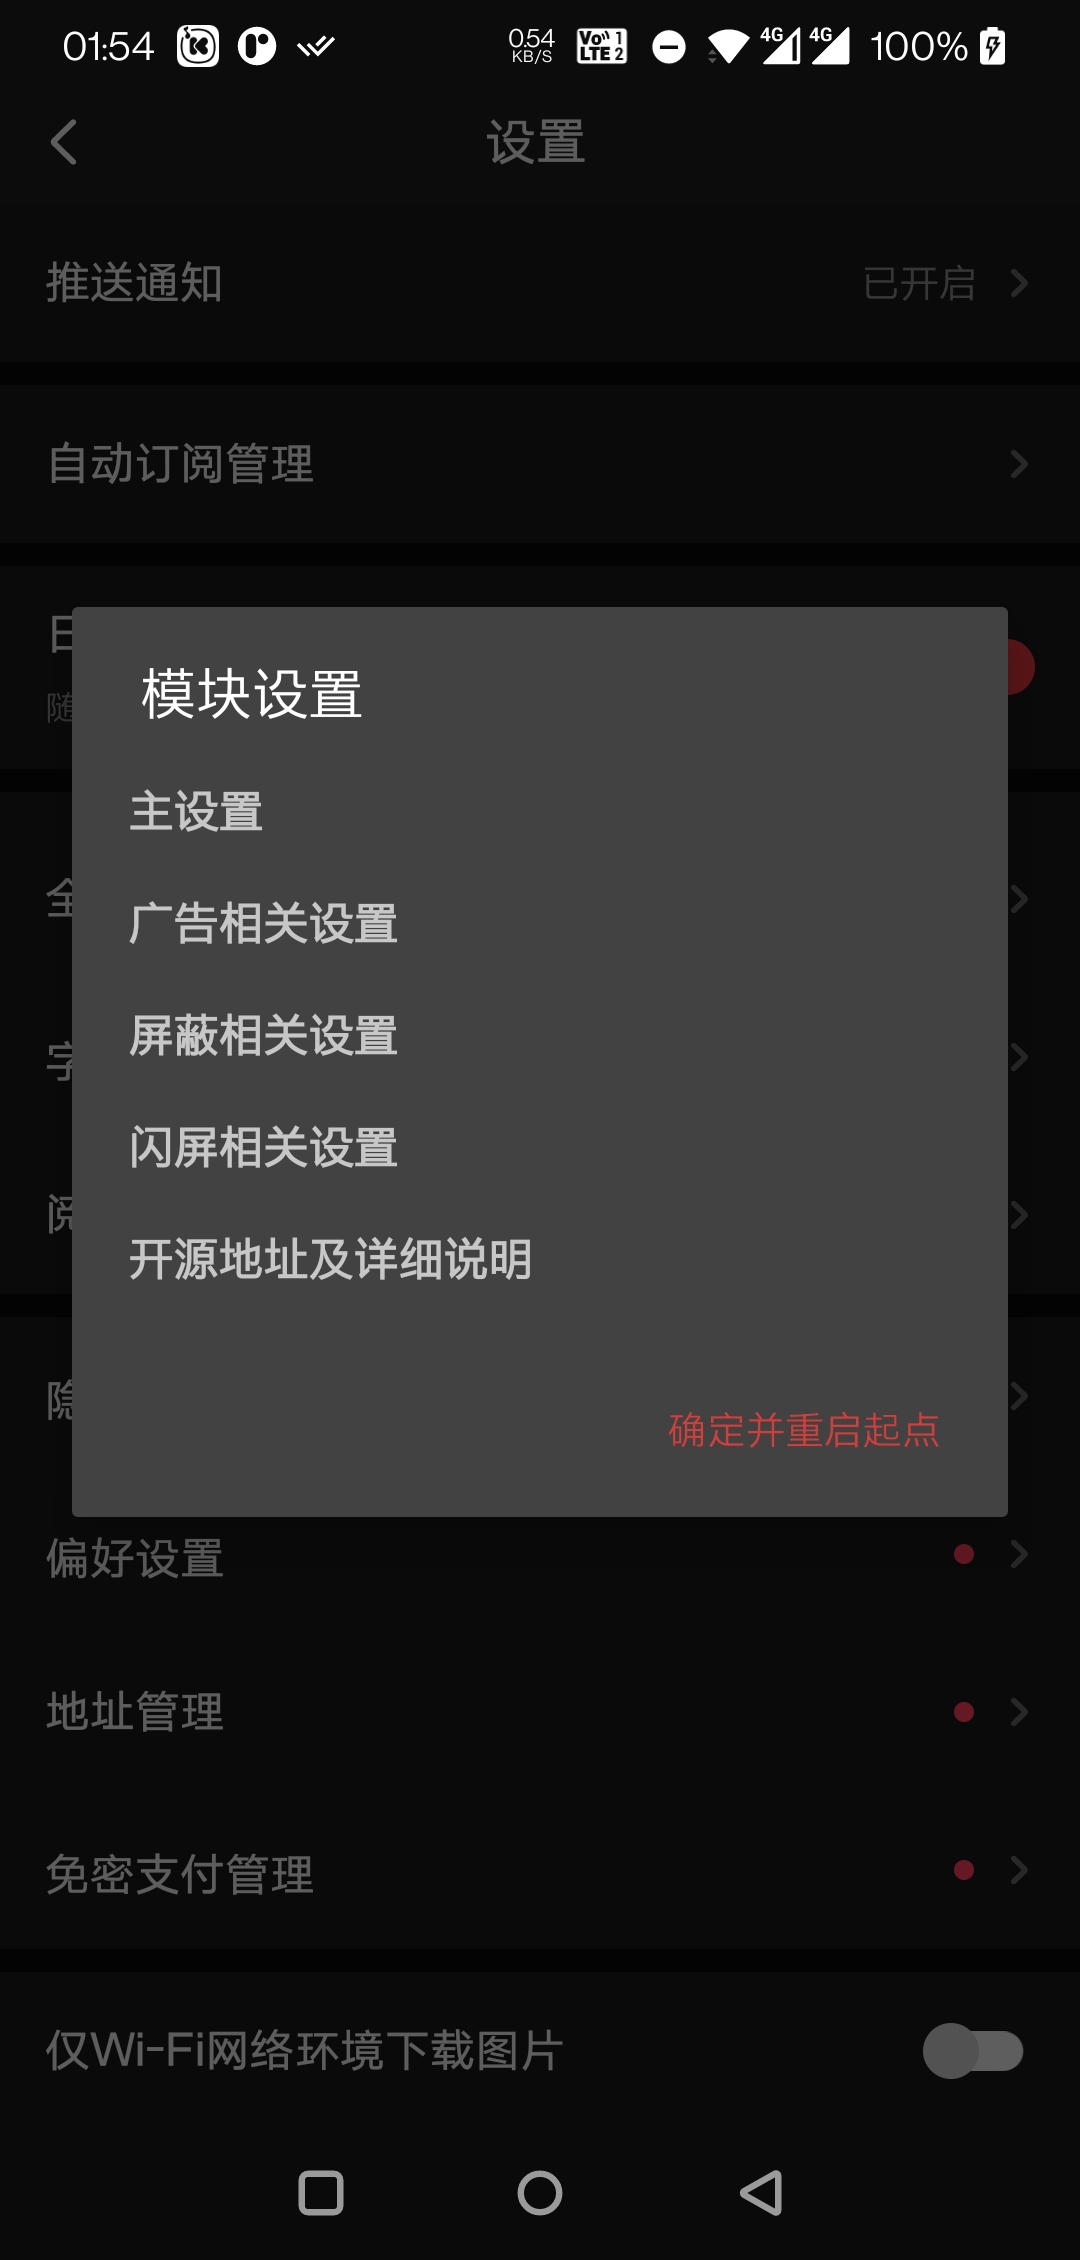 01:54
0.54
KB/S
Vo 1
LTE 2
4G
4G
100%
设置
推送通知
已开启
自动订阅管理
日
随
全
字
阅
隐
模块设置
主设置
广告相关设置
屏蔽相关设置
闪屏相关设置
开源地址及详细说明
确定并重启起点
偏好设置
地址管理
免密支付管理
仅Wi-Fi网络环境下载图片